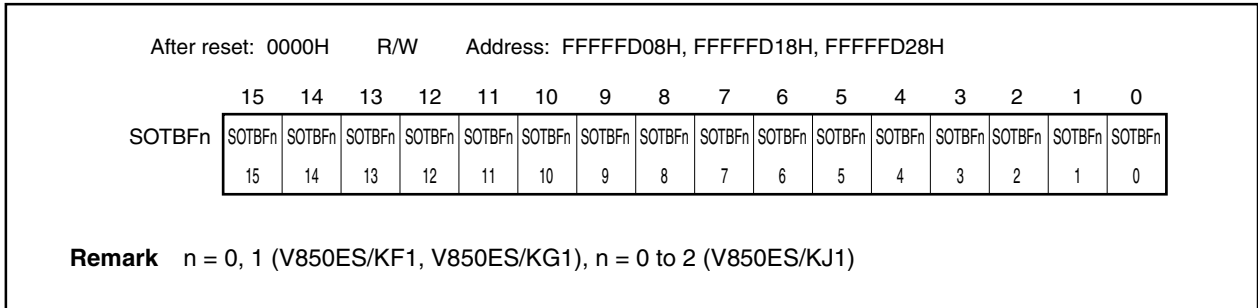 After reset: 0000H R/W Address: FFFFFD08H, FFFFFD18H, FFFFFD28H
15 14 13 12 11 10 9 8 7 6 5 4 3 2 1 0
SOTBFn SOTBFn SOTBFn SOTBFn SOTBFn SOTBFn SOTBFn SOTBFn SOTBFn SOTBFn SOTBFn SOTBFn SOTBFn SOTBFn SOTBFn SOTBFn SOTBFn
15 14 13 12 11 10 9 8 7 6 5 4 3 2 1 0
Remark n = 0, 1 (V850ES/KF1, V850ES/KG1), n = 0 to 2 (V850ES/KJ1)